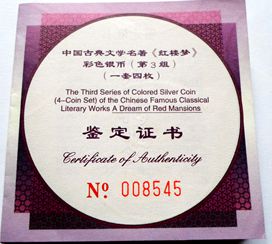 中国古典文学名著《红楼梦》
彩色银币（第3组）
（一套四枚）
The Third Series of Colored Silver Coin
(4-Coin Set) of the Chinese Famous Classical
Literary Works A Dream of Red Mansions
鉴定证书
Certificate of Authenticity
No. 008545